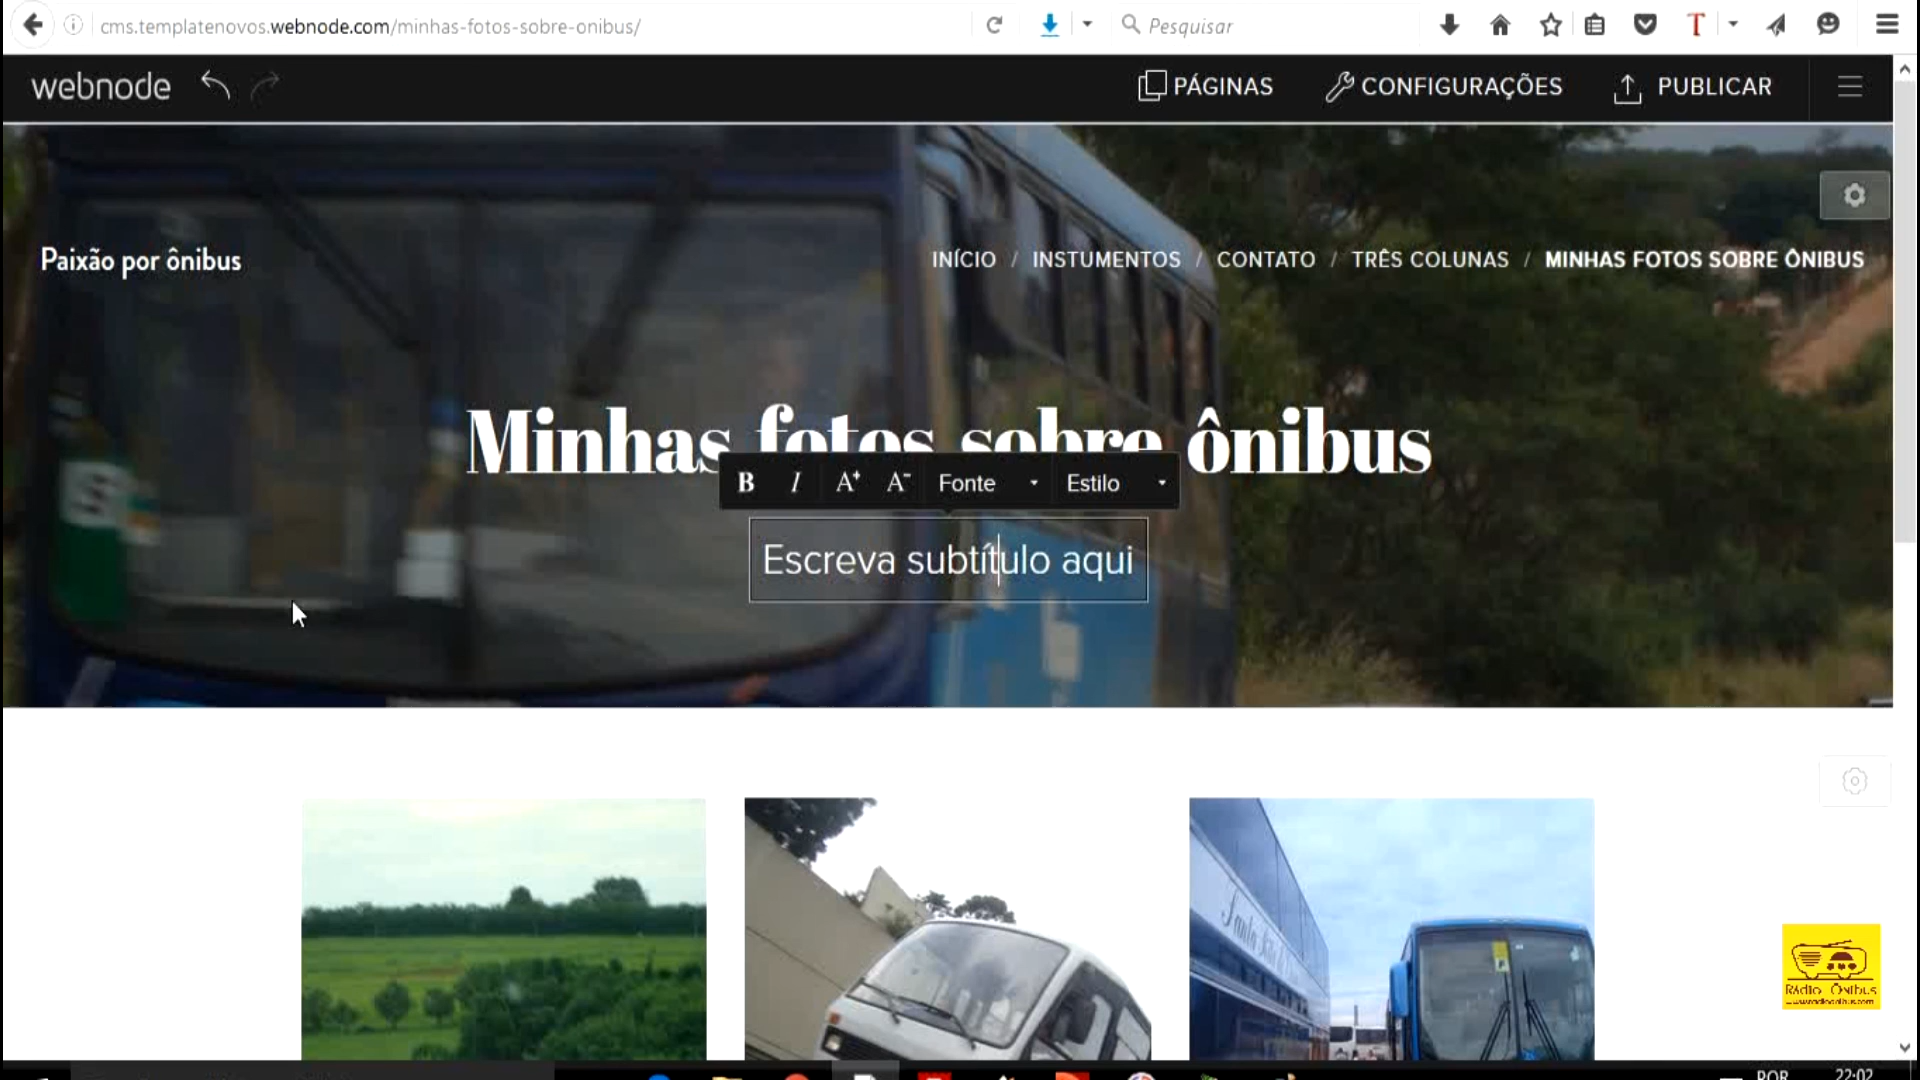 cms.templatenovos.webnode.com/minhas-fotos-sobre-onibus/
Pesquisar
T
webnode
PÁGINAS
CONFIGURAÇÕES
PUBLICAR
Paixão por ônibus
INÍCIO / INSTUMENTOS / CONTATO / TRÊS COLUNAS / MINHAS FOTOS SOBRE ÔNIBUS
Minhas fotos sobre ônibus
B I A+ A- Fonte Estilo
Escreva subtítulo aqui
Rádio Ônibus
POR
22:02